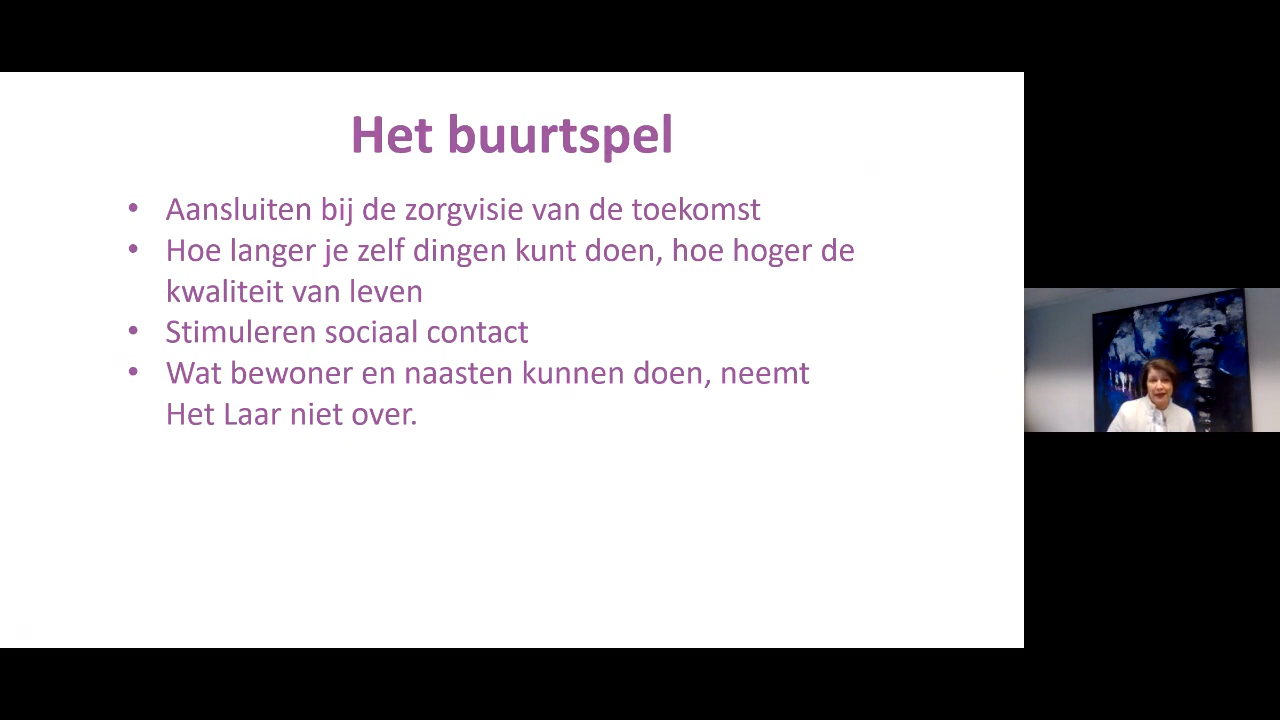 Het buurtspel
• Aansluiten bij de zorgvisie van de toekomst
• Hoe langer je zelf dingen kunt doen, hoe hoger de
kwaliteit van leven
• Stimuleren sociaal contact
• Wat bewoner en naasten kunnen doen, neemt
Het Laar niet over.